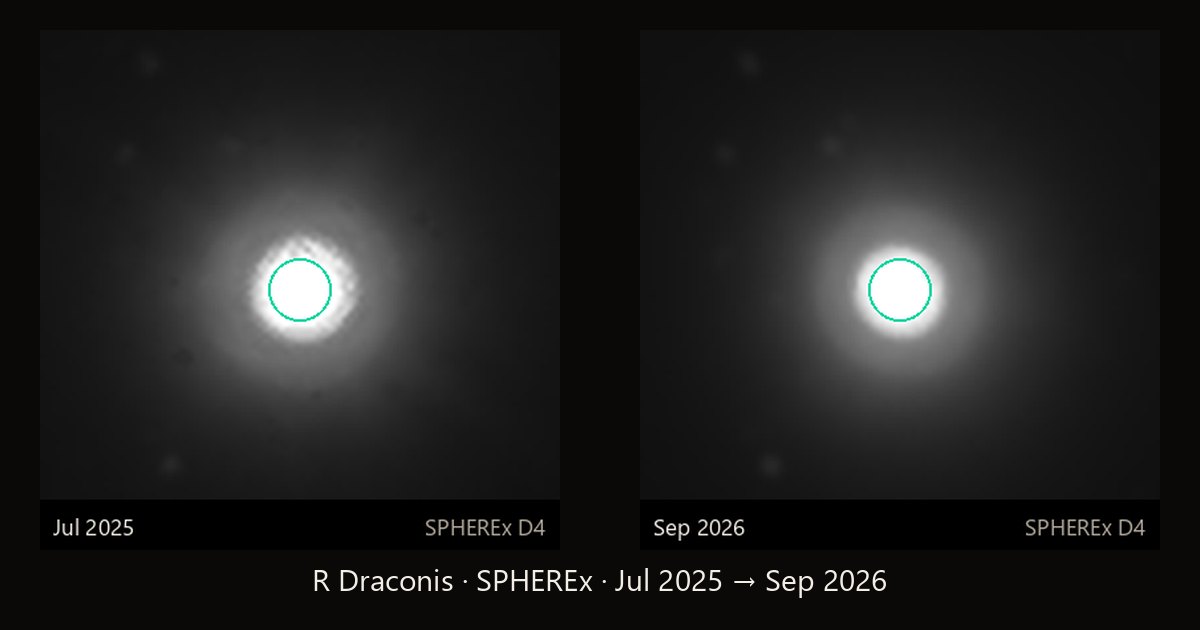 Jul 2025
SPHEREx D4
Sep 2026
SPHEREx D4
R Draconis · SPHEREx · Jul 2025 → Sep 2026